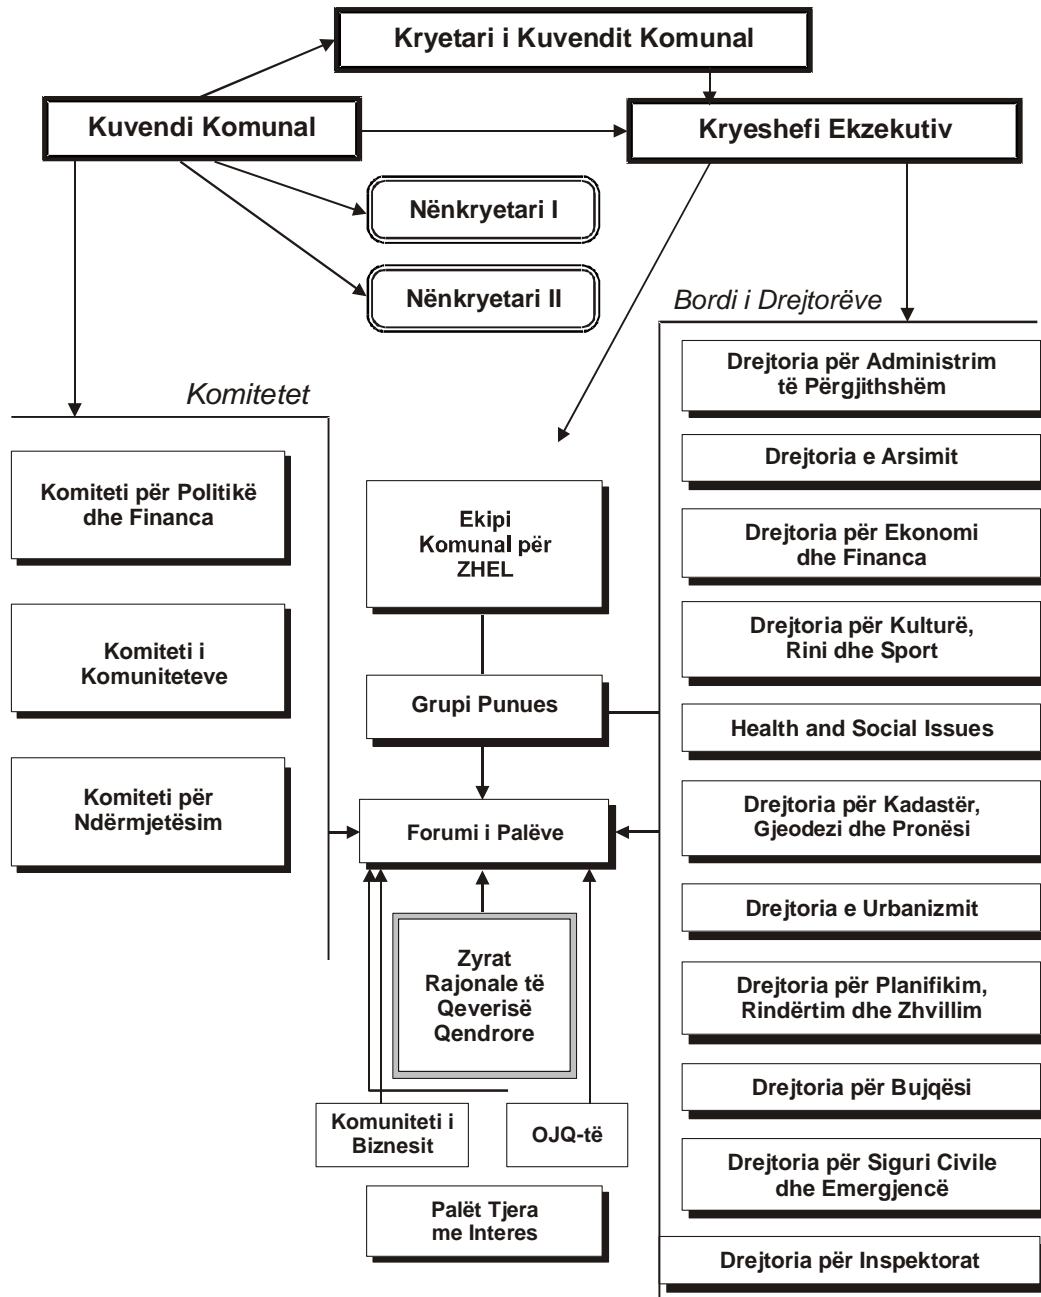 Kryetari i Kuvendit Komunal
Kuvendi Komunal
Kryeshefi Ekzekutiv
Nënkryetari I
Nënkryetari II
Bordi i Drejtorëve
Drejtoria për Administrim
të Përgjithshëm
Drejtoria e Arsimit
Drejtoria për Ekonomi
dhe Financa
Drejtoria për Kulturë,
Rini dhe Sport
Health and Social Issues
Drejtoria për Kadastër,
Gjeodezi dhe Pronësi
Drejtoria e Urbanizmit
Drejtoria për Planifikim,
Rindërtim dhe Zhvillim
Drejtoria për Bujqësi
Drejtoria për Siguri Civile
dhe Emergjencë
Drejtoria për Inspektorat
Komitetet
Komiteti për Politikë
dhe Financa
Komiteti i
Komuniteteve
Komiteti për
Ndërmjetësim
Ekipi
Komunal për
ZHEL
Grupi Punues
Forumi i Palëve
Zyrat
Rajonale të
Qeverisë
Qendrore
Komuniteti i
Biznesit
OJQ-të
Palët Tjera
me Interes